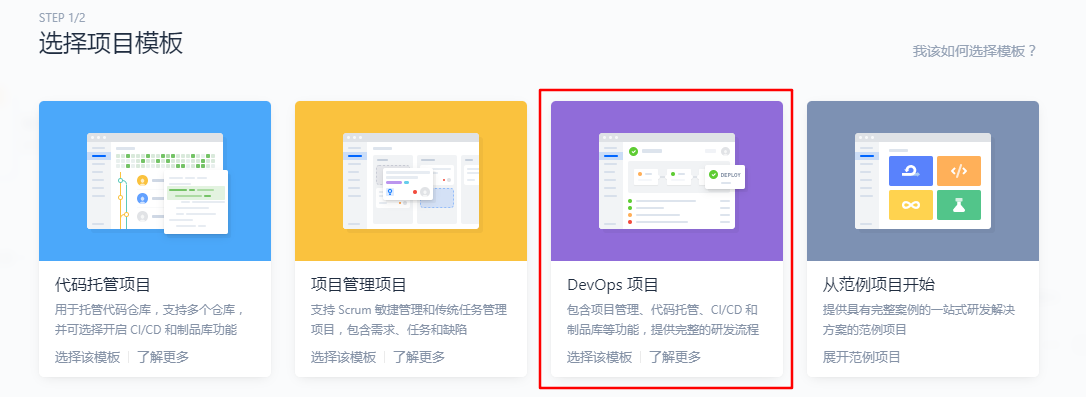 STEP 1/2
选择项目模板
我该如何选择模板？
DEPLOY
代码托管项目
用于托管代码仓库，支持多个仓库，
并可选择开启 CI/CD 和制品库功能
选择该模板 | 了解更多
项目管理项目
支持 Scrum 敏捷管理和传统任务管理
项目，包含需求、任务和缺陷
选择该模板 | 了解更多
DevOps 项目
包含项目管理、代码托管、CI/CD 和
制品库等功能，提供完整的研发流程
选择该模板 | 了解更多
从范例项目开始
提供具有完整案例的一站式研发解决
方案的范例项目
展开范例项目